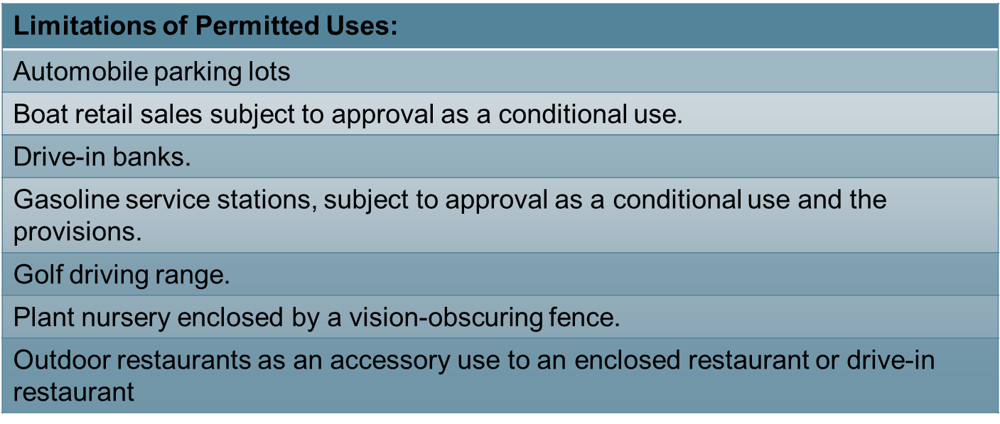 Limitations of Permitted Uses:
Automobile parking lots
Boat retail sales subject to approval as a conditional use.
Drive-in banks.
Gasoline service stations, subject to approval as a conditional use and the
provisions.
Golf driving range.
Plant nursery enclosed by a vision-obscuring fence.
Outdoor restaurants as an accessory use to an enclosed restaurant or drive-in
restaurant